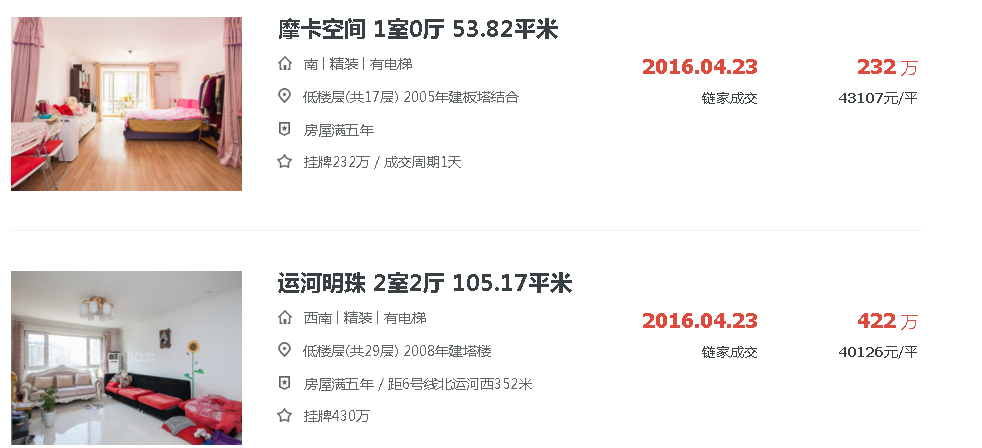 摩卡空间 1室0厅 53.82平米
南 | 精装 | 有电梯
2016.04.23
232 万
低楼层(共17层) 2005年建板塔结合
链家成交
43107元/平
房屋满五年
挂牌232万 / 成交周期1天
运河明珠 2室2厅 105.17平米
西南 | 精装 | 有电梯
2016.04.23
422 万
低楼层(共29层) 2008年建塔楼
链家成交
40126元/平
房屋满五年 / 距6号线北运河西352米
挂牌430万